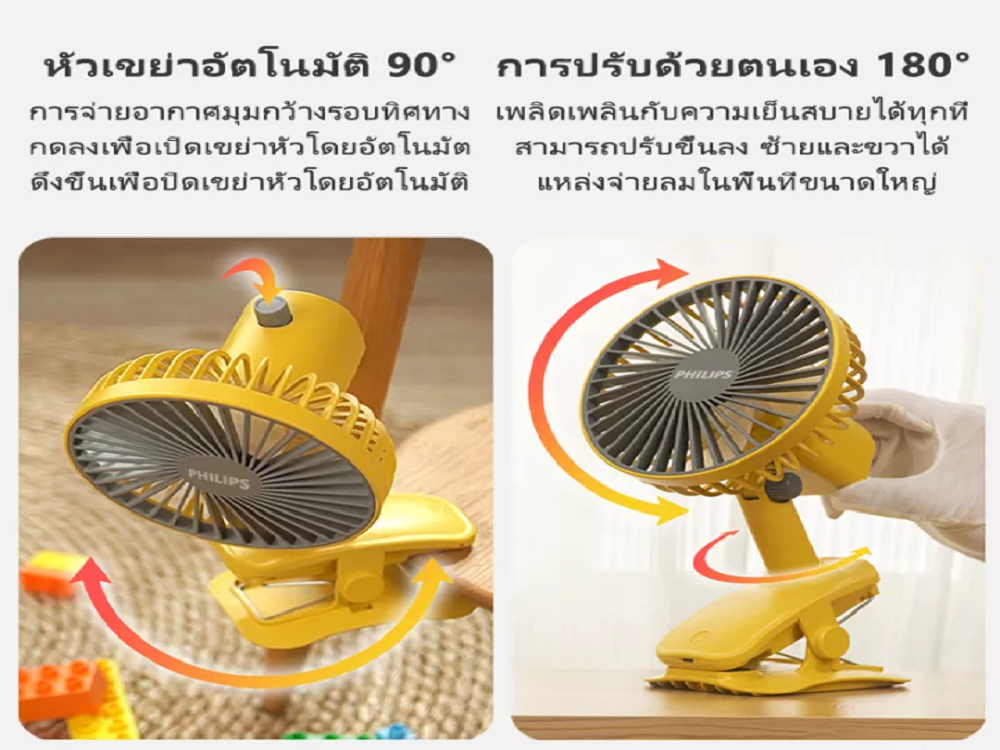 หัวเขย่าอัตโนมัติ 90°
การจ่ายอากาศมุมกว้างรอบทิศทาง
กดลงเพื่อเปิดเขย่าหัวโดยอัตโนมัต
ดึงขึ้นเพื่อปิดเขย่าหัวโดยอัตโนมัติ
การปรับด้วยตนเอง 180°
เพลิดเพลินกับความเย็นสบายได้ทุกที่
สามารถปรับขึ้นลง ซ้ายและขวาได้
แหล่งจ่ายลมในพื้นที่ขนาดใหญ่
PHILIPS
PHILIPS